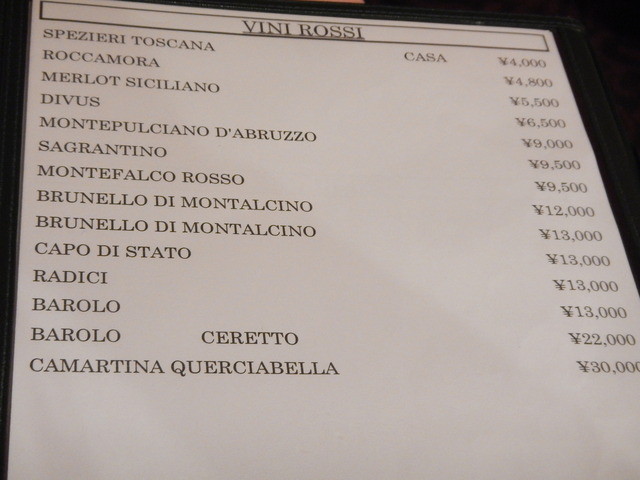 VINI ROSSI
SPEZIERI TOSCANA CASA ¥4,000
ROCCAMORA ¥4,800
MERLOT SICILIANO ¥5,500
DIVUS ¥6,500
MONTEPULCIANO D'ABRUZZO ¥9,000
SAGRANTINO ¥9,500
MONTEFALCO ROSSO ¥9,500
BRUNELLO DI MONTALCINO ¥12,000
BRUNELLO DI MONTALCINO ¥13,000
CAPO DI STATO ¥13,000
RADICI ¥13,000
BAROLO ¥13,000
BAROLO CERETTO ¥22,000
CAMARTINA QUERCIABELLA ¥30,000